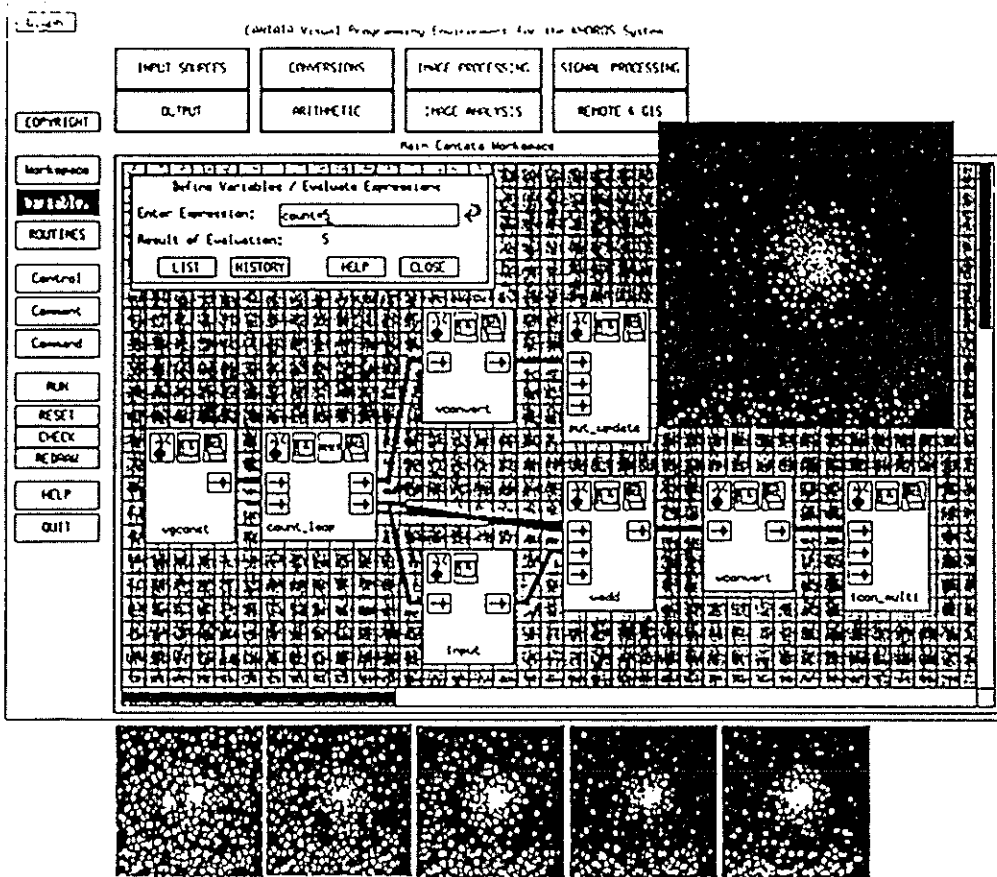 CANTATA Visual Programming Environment for the KHOROS System
INPUT SOURCES CONVERSIONS IMAGE PROCESSING SIGNAL PROCESSING
OUTPUT ARITHMETIC IMAGE ANALYSIS REMOTE & GIS
COPYRIGHT
Main Cantata Workspace
Workspace
Variables
ROUTINES
Control
Comment
Command
RUN
RESET
CHECK
REDRAW
HELP
QUIT
Define Variables / Evaluate Expressions
Enter Expression: count=5
Result of Evaluation: 5
LIST HISTORY HELP CLOSE
vconvert
put_update
vgconst
count_loop
vadd
vconvert
icon_multi
Input